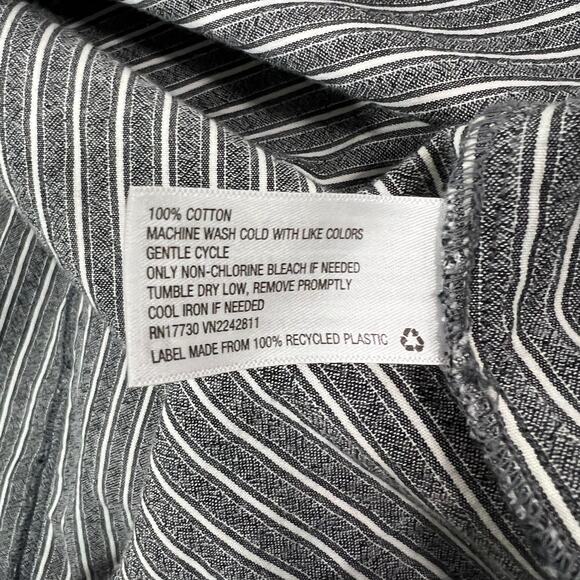 100% COTTON
MACHINE WASH COLD WITH LIKE COLORS
GENTLE CYCLE
ONLY NON-CHLORINE BLEACH IF NEEDED
TUMBLE DRY LOW, REMOVE PROMPTLY
COOL IRON IF NEEDED
RN17730 VN2242811
LABEL MADE FROM 100% RECYCLED PLASTIC